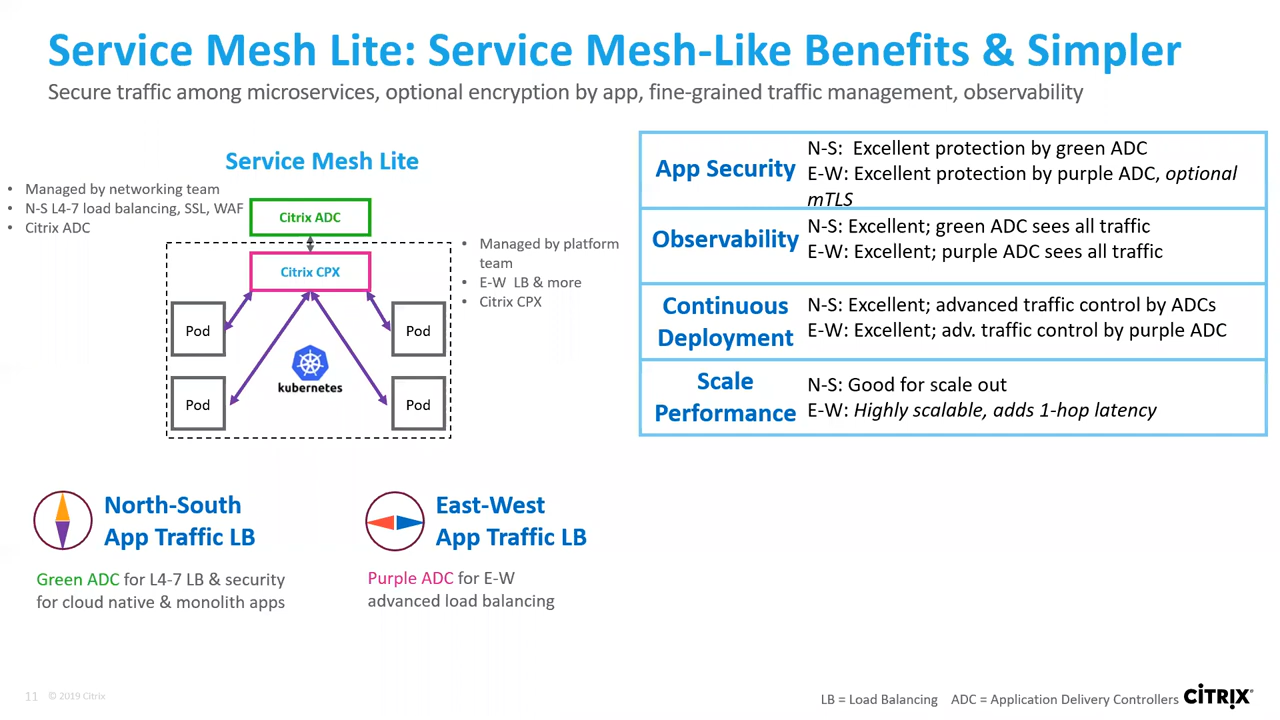 Service Mesh Lite: Service Mesh-Like Benefits & Simpler
Secure traffic among microservices, optional encryption by app, fine-grained traffic management, observability
Service Mesh Lite
• Managed by networking team
• N-S L4-7 load balancing, SSL, WAF
• Citrix ADC
Citrix ADC
Citrix CPX
• Managed by platform
team
• E-W LB & more
• Citrix CPX
Pod
Pod
kubernetes
Pod
Pod
App Security
N-S: Excellent protection by green ADC
E-W: Excellent protection by purple ADC, optional
mTLS
Observability
N-S: Excellent; green ADC sees all traffic
E-W: Excellent; purple ADC sees all traffic
Continuous
Deployment
N-S: Excellent; advanced traffic control by ADCs
E-W: Excellent; adv. traffic control by purple ADC
Scale
Performance
N-S: Good for scale out
E-W: Highly scalable, adds 1-hop latency
North-South
App Traffic LB
Green ADC for L4-7 LB & security
for cloud native & monolith apps
East-West
App Traffic LB
Purple ADC for E-W
advanced load balancing
11 © 2019 Citrix
LB = Load Balancing ADC = Application Delivery Controllers
CITRIX